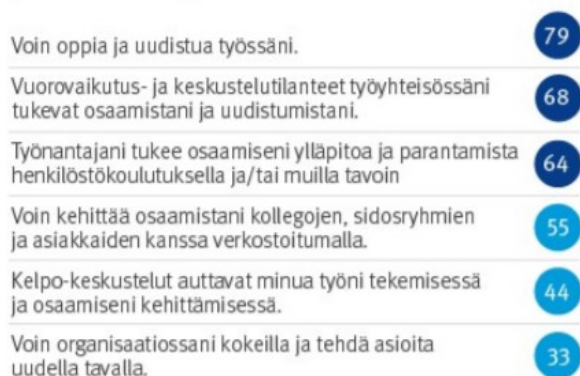 Voin oppia ja uudistua työssäni. 79
Vuorovaikutus- ja keskustelutilanteet työyhteisössäni
tukevat osaamistani ja uudistumistani. 68
Työnantajani tukee osaamiseni ylläpitoa ja parantamista
henkilöstökoulutuksella ja/tai muilla tavoin 64
Voin kehittää osaamistani kollegojen, sidosryhmien
ja asiakkaiden kanssa verkostoitumalla. 55
Kelpo-keskustelut auttavat minua työni tekemisessä
ja osaamiseni kehittämisessä. 44
Voin organisaatiossani kokeilla ja tehdä asioita
uudella tavalla. 33